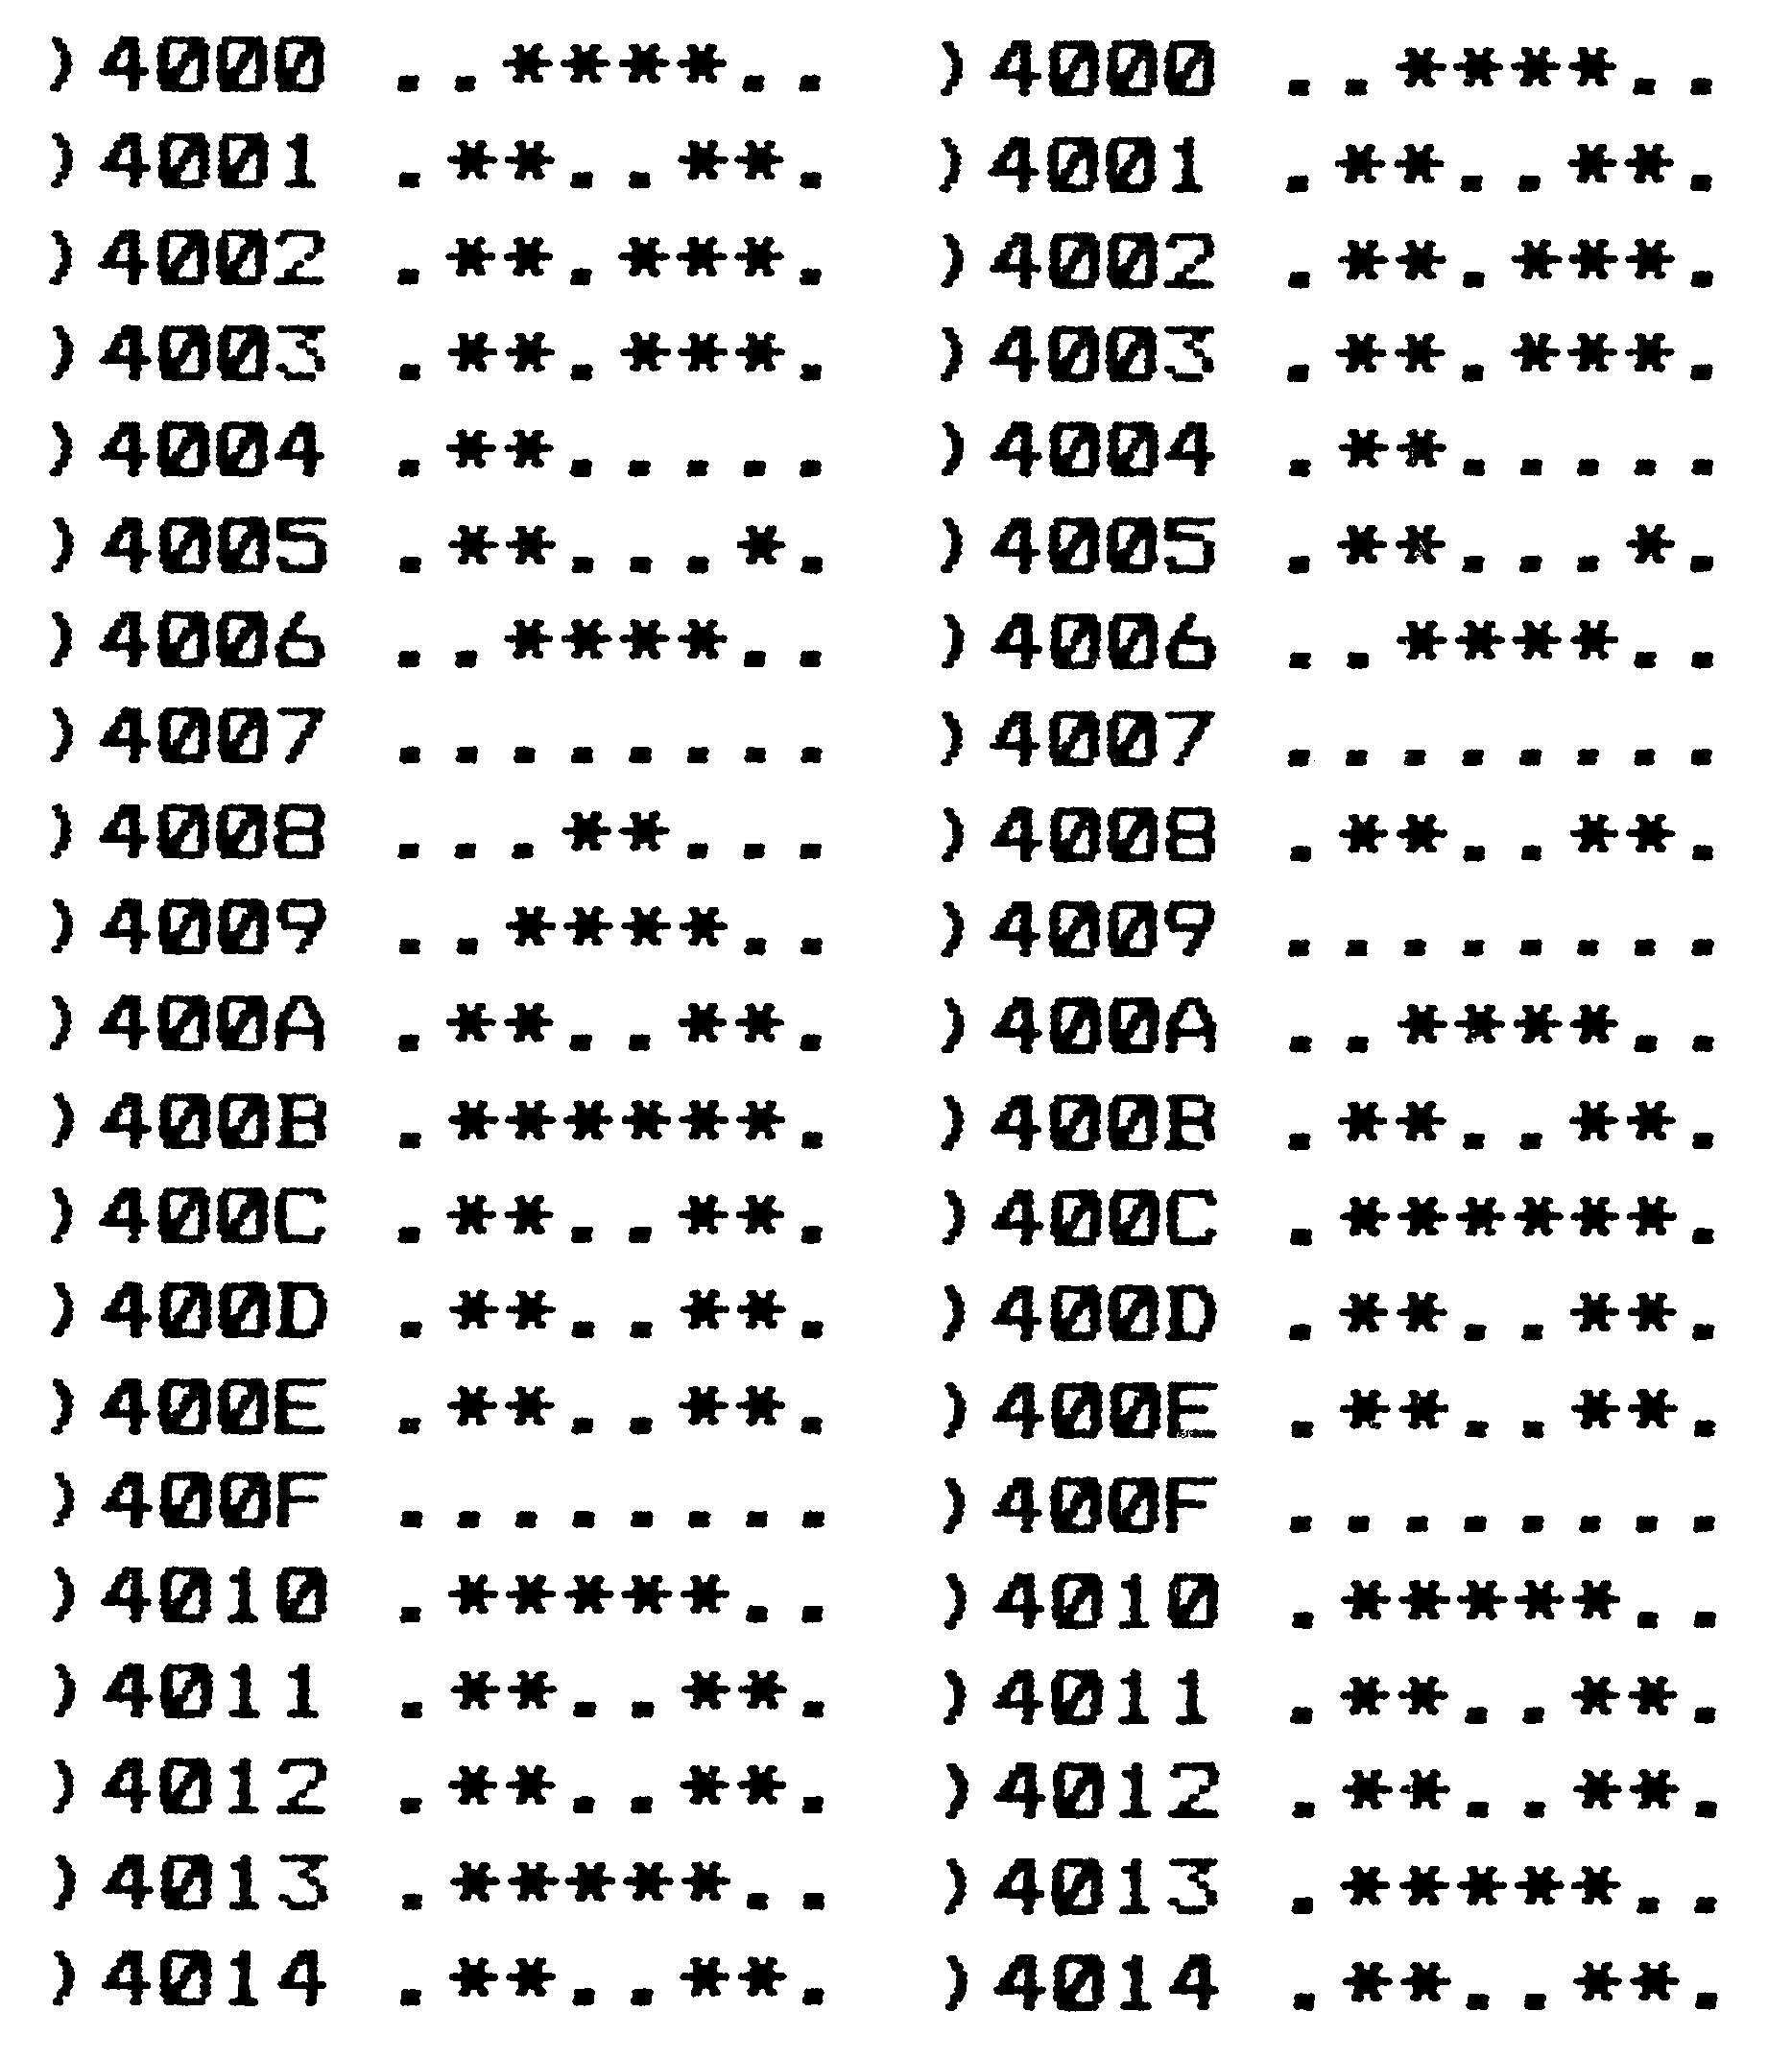 )4000 ..****.. )4000 ..****..
)4001 .**..**. )4001 .**..**.
)4002 .**.***. )4002 .**.***.
)4003 .**.***. )4003 .**.***.
)4004 .**..... )4004 .**.....
)4005 .**...*. )4005 .**...*.
)4006 ..****.. )4006 ..****..
)4007 ........ )4007 ........
)4008 ...**... )4008 .**..**.
)4009 ..****.. )4009 ........
)400A .**..**. )400A ..****..
)400B .******. )400B .**..**.
)400C .**..**. )400C .******.
)400D .**..**. )400D .**..**.
)400E .**..**. )400E .**..**.
)400F ........ )400F ........
)4010 .*****.. )4010 .*****..
)4011 .**..**. )4011 .**..**.
)4012 .**..**. )4012 .**..**.
)4013 .*****.. )4013 .*****..
)4014 .**..**. )4014 .**..**.